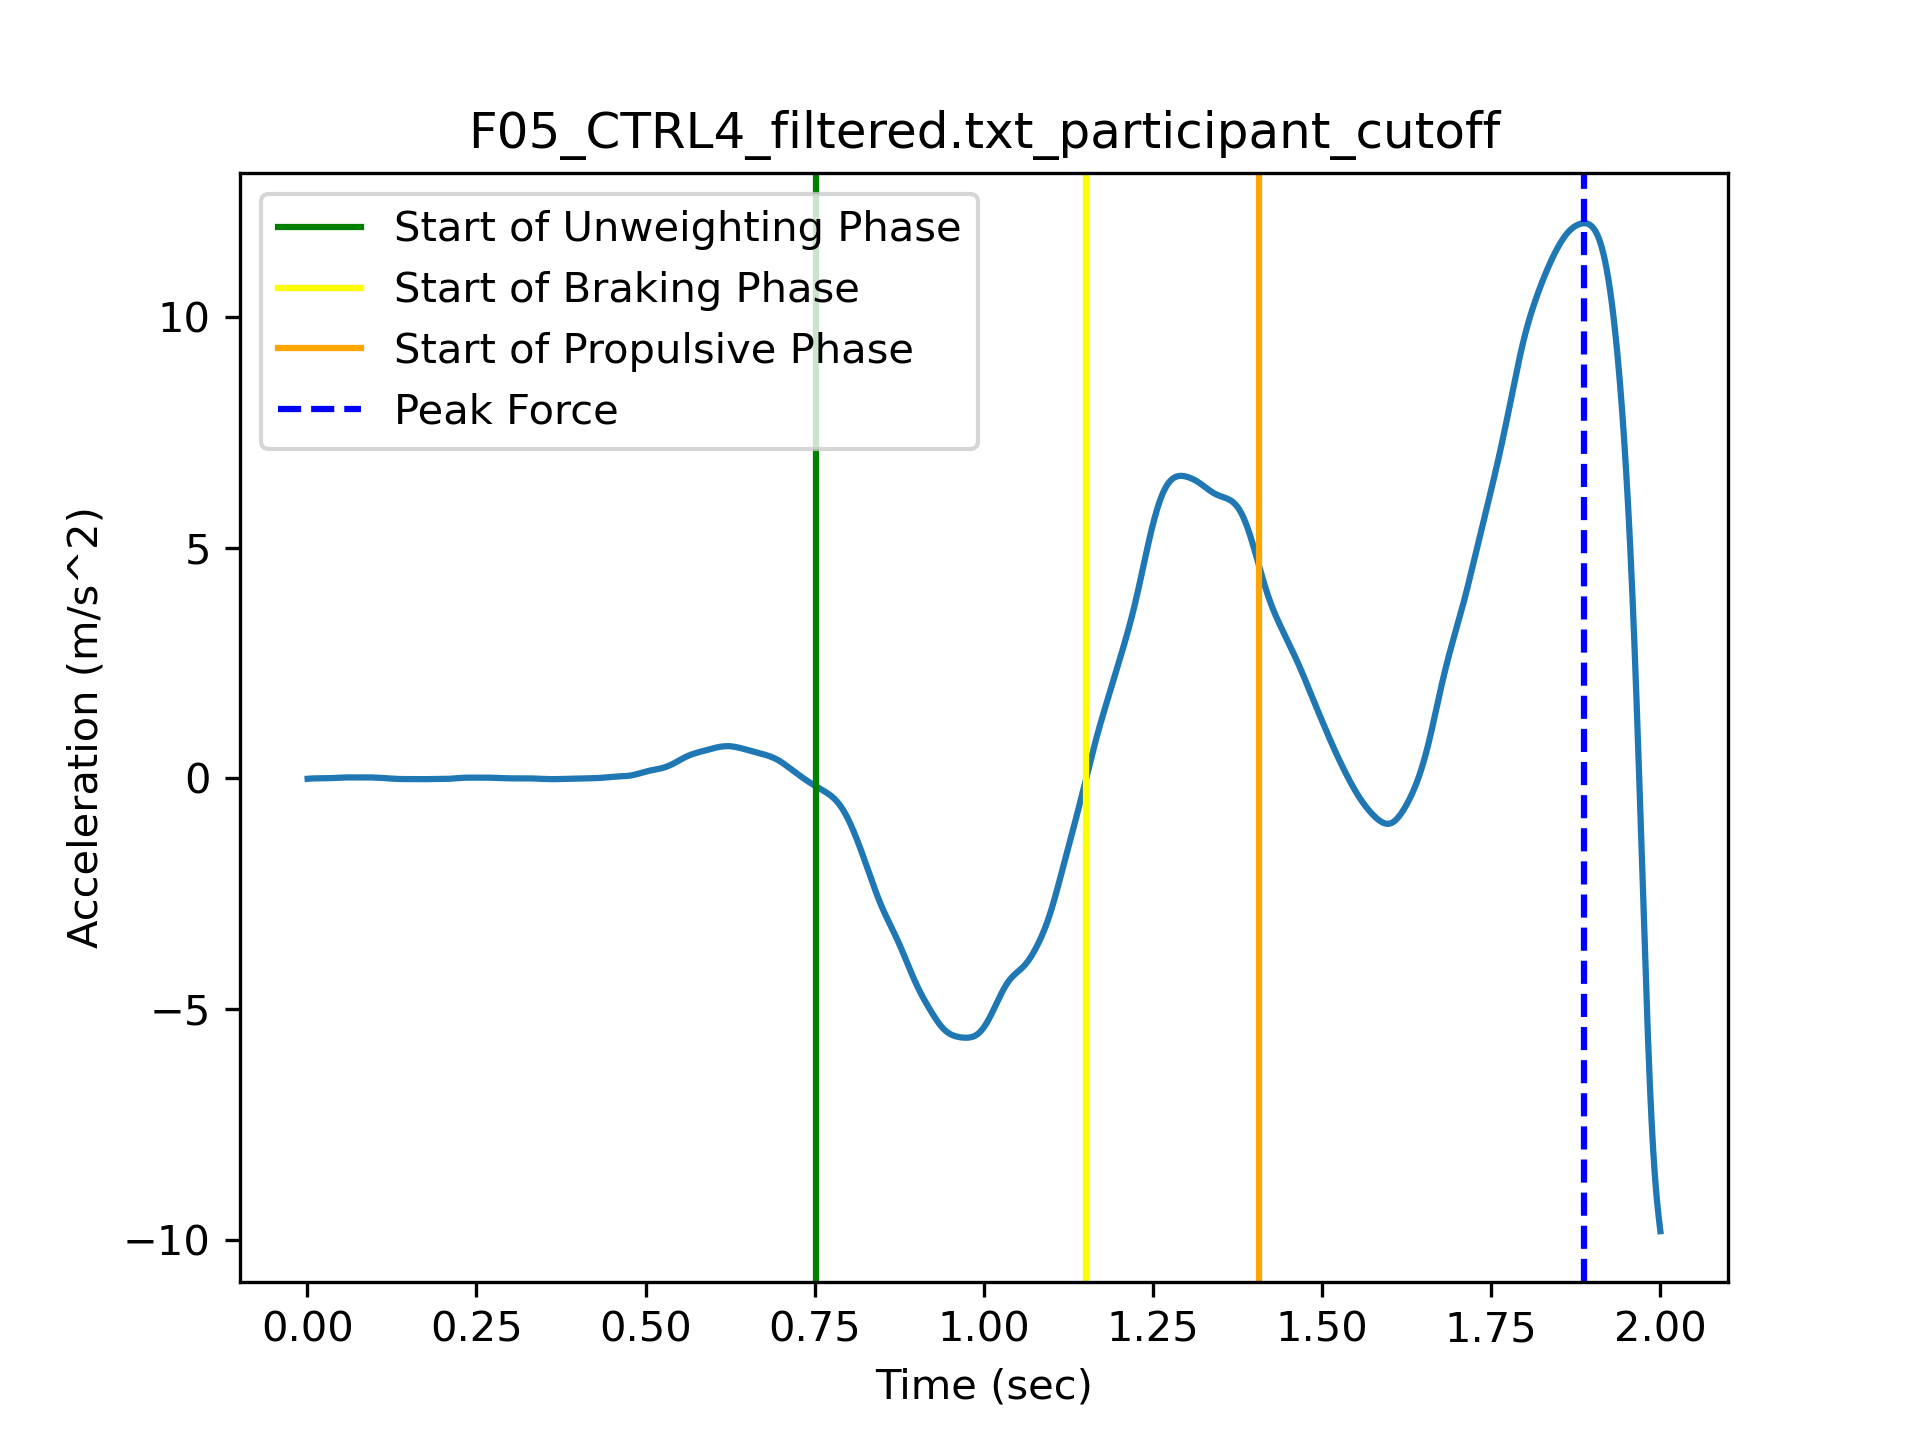 F05_CTRL4_filtered.txt_participant_cutoff
Start of Unweighting Phase
Start of Braking Phase
Start of Propulsive Phase
Peak Force
Acceleration (m/s^2)
10
5
0
−5
−10
0.00 0.25 0.50 0.75 1.00 1.25 1.50 1.75 2.00
Time (sec)